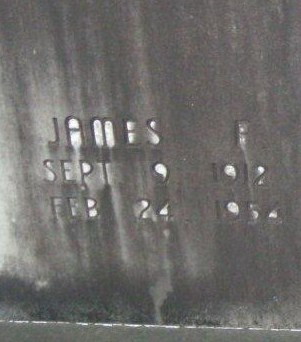 JAMES R
SEPT 9 1912
FEB 24, 1954